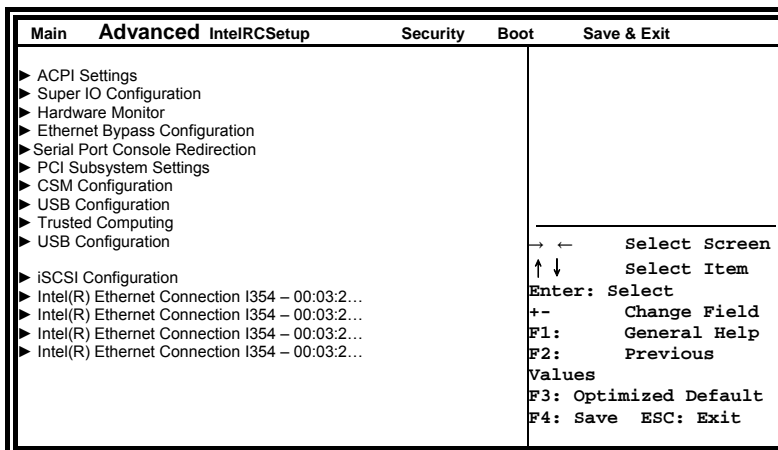 Main Advanced IntelRCSetup Security Boot Save & Exit
► ACPI Settings
► Super IO Configuration
► Hardware Monitor
► Ethernet Bypass Configuration
►Serial Port Console Redirection
► PCI Subsystem Settings
► CSM Configuration
► USB Configuration
► Trusted Computing
► USB Configuration
► iSCSI Configuration
► Intel(R) Ethernet Connection I354 – 00:03:2…
► Intel(R) Ethernet Connection I354 – 00:03:2…
► Intel(R) Ethernet Connection I354 – 00:03:2…
► Intel(R) Ethernet Connection I354 – 00:03:2…
→ ← Select Screen
↑↓ Select Item
Enter: Select
+- Change Field
F1: General Help
F2: Previous
Values
F3: Optimized Default
F4: Save ESC: Exit